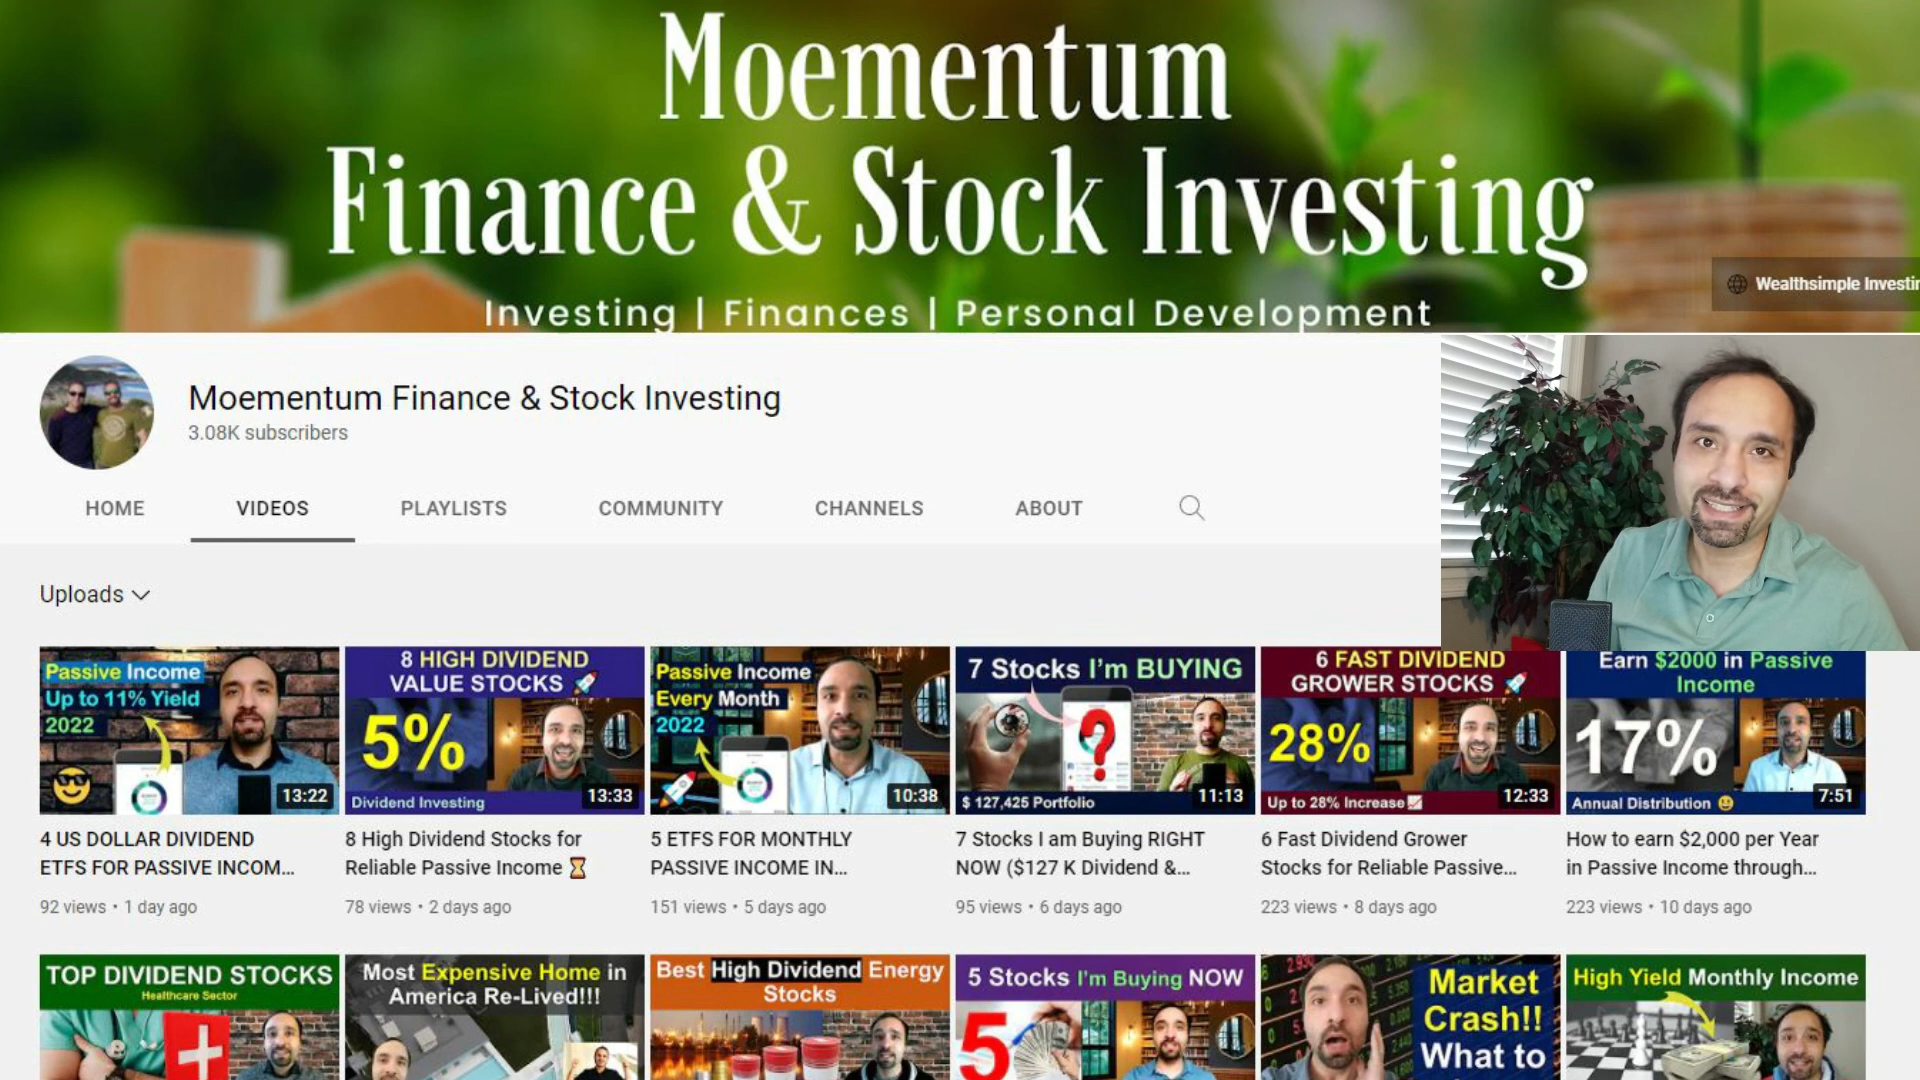 Moementum
Finance & Stock Investing
Investing | Finances | Personal Development
Wealthsimple
Moementum Finance & Stock Investing
3.08K subscribers
HOME
VIDEOS
PLAYLISTS
COMMUNITY
CHANNELS
ABOUT
Uploads
Passive Income
Up to 11% Yield
2022
13:22
8 HIGH DIVIDEND
VALUE STOCKS 🚀
5%
Dividend Investing
13:33
Passive Income
Every Month
2022
10:38
7 Stocks I'm BUYING
?
$ 127,425 Portfolio
11:13
6 FAST DIVIDEND
GROWER STOCKS 🚀
28%
Up to 28% Increase
12:33
Earn $2000 in Passive
Income
17%
Annual Distribution
7:51
4 US DOLLAR DIVIDEND
ETFS FOR PASSIVE INCOM...
92 views • 1 day ago
8 High Dividend Stocks for
Reliable Passive Income ⏳
78 views • 2 days ago
5 ETFS FOR MONTHLY
PASSIVE INCOME IN...
151 views • 5 days ago
7 Stocks I am Buying RIGHT
NOW ($127 K Dividend &...
95 views • 6 days ago
6 Fast Dividend Grower
Stocks for Reliable Passive...
223 views • 8 days ago
How to earn $2,000 per Year
in Passive Income through...
223 views • 10 days ago
TOP DIVIDEND STOCKS
Healthcare Sector
Most Expensive Home in
America Re-Lived!!!
Best High Dividend Energy
Stocks
5 Stocks I'm Buying NOW
5
Market
Crash!!
What to
High Yield Monthly Income